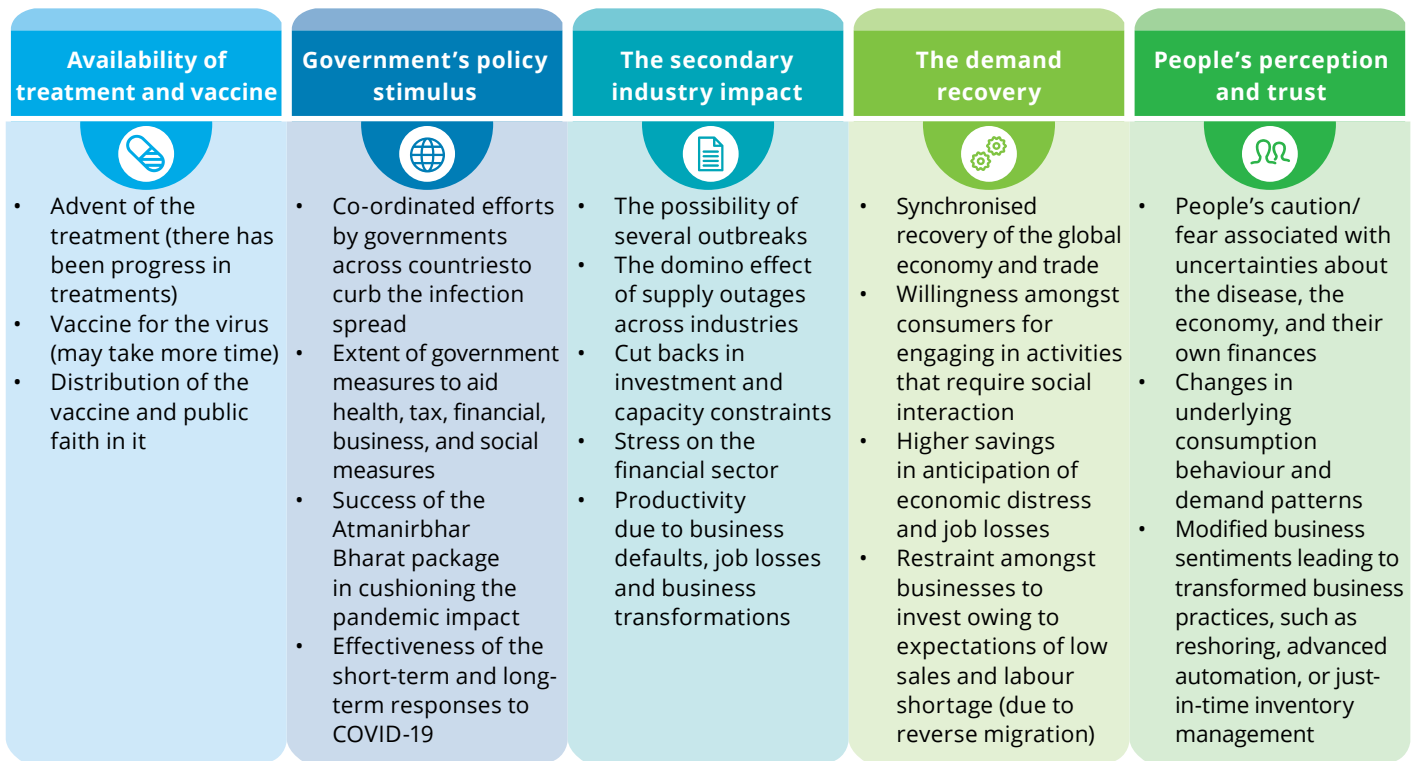 Availability of
treatment and vaccine
• Advent of the
treatment (there has
been progress in
treatments)
• Vaccine for the virus
(may take more time)
• Distribution of the
vaccine and public
faith in it
Government's policy
stimulus
• Co-ordinated efforts
by governments
across countriesto
curb the infection
spread
• Extent of government
measures to aid
health, tax, financial,
business, and social
measures
• Success of the
Atmanirbhar
Bharat package
in cushioning the
pandemic impact
• Effectiveness of the
short-term and long-
term responses to
COVID-19
The secondary
industry impact
• The possibility of
several outbreaks
• The domino effect
of supply outages
across industries
• Cut backs in
investment and
capacity constraints
• Stress on the
financial sector
• Productivity
due to business
defaults, job losses
and business
transformations
The demand
recovery
• Synchronised
recovery of the global
economy and trade
• Willingness amongst
consumers for
engaging in activities
that require social
interaction
• Higher savings
in anticipation of
economic distress
and job losses
• Restraint amongst
businesses to
invest owing to
expectations of low
sales and labour
shortage (due to
reverse migration)
People's perception
and trust
• People's caution/
fear associated with
uncertainties about
the disease, the
economy, and their
own finances
• Changes in
underlying
consumption
behaviour and
demand patterns
• Modified business
sentiments leading to
transformed business
practices, such as
reshoring, advanced
automation, or just-
in-time inventory
management